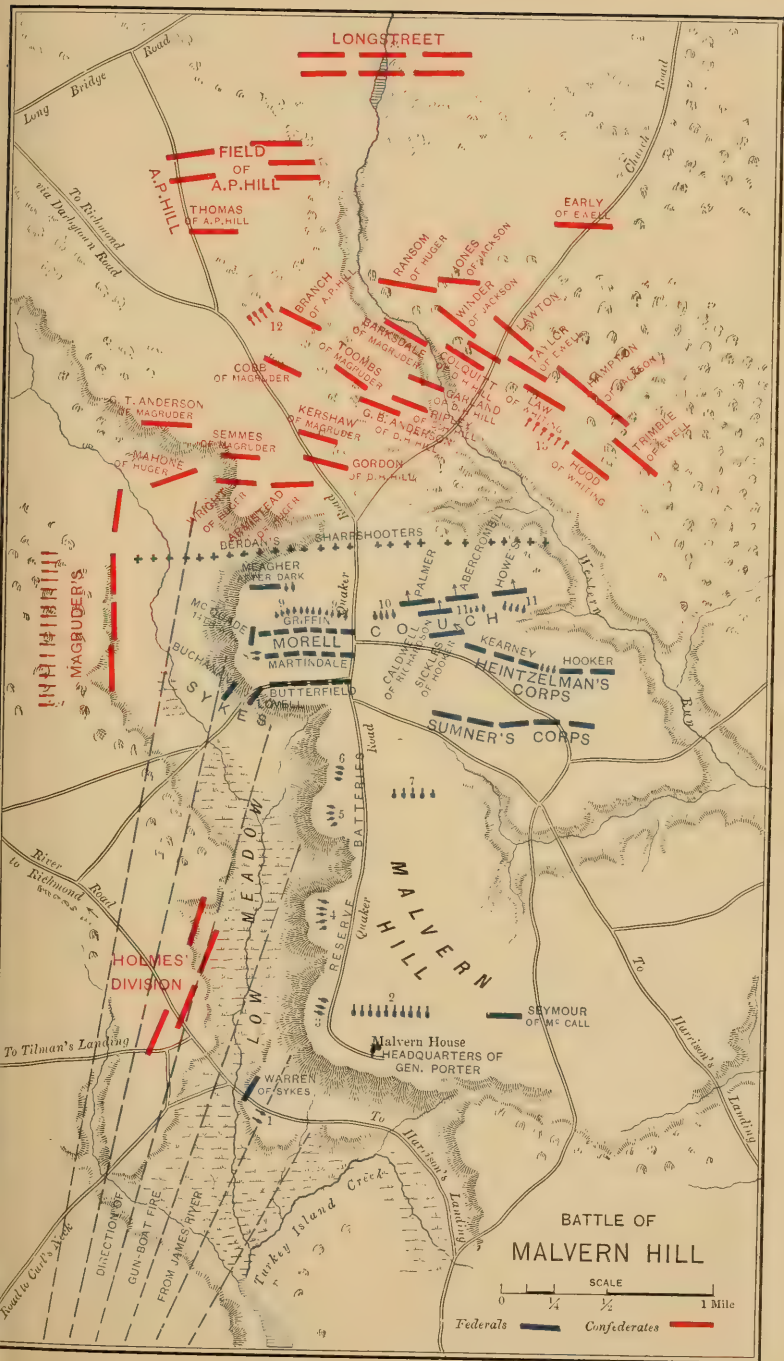 LONGSTREET
Long Bridge Road
Church Road
FIELD
OF
A.P.HILL
A.P.HILL
THOMAS
OF A.P.HILL
To Richmond
via Darbytown Road
EARLY
OF EWELL
RANSOM
OF HUGER
JONES
OF JACKSON
BRANCH
OF A.P.HILL
12
WINDER
OF JACKSON
LAWTON
BARKSDALE
OF MAGRUDER
TAYLOR
OF EWELL
HAMPTON
OF JACKSON
COBB
OF MAGRUDER
TOOMBS
OF MAGRUDER
COLQUITT
OF D.H.HILL
GARLAND
OF D.H.HILL
LAW
OF WHITING
TRIMBLE
OF EWELL
G. T. ANDERSON
OF MAGRUDER
KERSHAW
OF MAGRUDER
G. B. ANDERSON
OF D.H.HILL
RIPLEY
OF D.H.HILL
13
HOOD
OF WHITING
SEMMES
OF MAGRUDER
MAHONE
OF HUGER
GORDON
OF D.H.HILL
WRIGHT
OF HUGER
ARMISTEAD
OF HUGER
Road
BERDAN'S SHARPSHOOTERS
MAGRUDER'S
MEAGHER
AFTER DARK
9
GRIFFIN
Quaker
10
PALMER
ABERCROMBIE
HOWE'S
11
11
COUCH
MC QUADE
MORELL
MARTINDALE
CALDWELL
OF RICHARDSON
SICKLES
OF HOOKER
KEARNEY
HOOKER
HEINTZELMAN'S
CORPS
Western Run
BUCHANAN
SYKES
BUTTERFIELD
LOVELL
SUMNER'S CORPS
Road
6
7
5
RESERVE BATTERIES
LOW MEADOW
MALVERN
HILL
Quaker
4
River Road
to Richmond
HOLMES'
DIVISION
2
SEYMOUR
OF Mc CALL
To Tilman's Landing
Malvern House
HEADQUARTERS OF
GEN. PORTER
To Harrison's Landing
WARREN
OF SYKES
1
To Harrison's Landing
Turkey Island Creek
DIRECTION OF
GUN-BOAT FIRE
FROM JAMES RIVER
Road to Curl's Neck
BATTLE OF
MALVERN HILL
SCALE
0 1/4 1/2 1 Mile
Federals Confederates